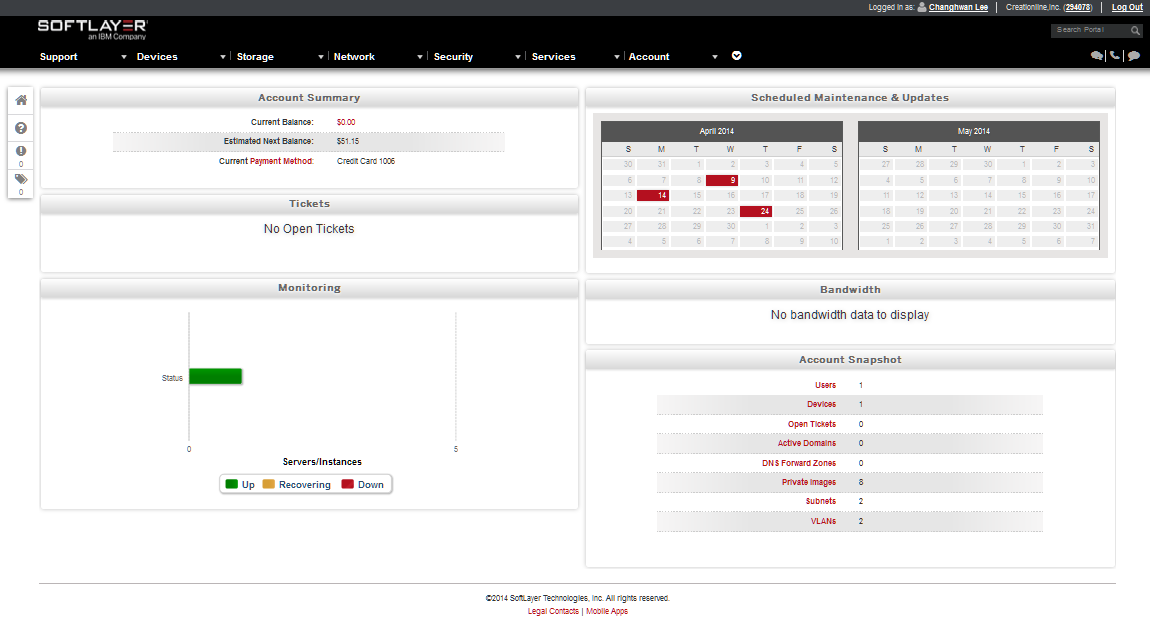 Logged in as: Changhwan Lee | Creationline,Inc. (294078) | Log Out
SOFTLAYER
an IBM Company
Search Portal
Support Devices Storage Network Security Services Account
0
0
Account Summary
Current Balance: $0.00
Estimated Next Balance: $51.15
Current Payment Method: Credit Card 1006
Tickets
No Open Tickets
Monitoring
Status
0 5
Servers/Instances
Up Recovering Down
Scheduled Maintenance & Updates
April 2014
S M T W T F S
30 31 1 2 3 4 5
6 7 8 9 10 11 12
13 14 15 16 17 18 19
20 21 22 23 24 25 26
27 28 29 30 1 2 3
4 5 6 7 8 9 10
May 2014
S M T W T F S
27 28 29 30 1 2 3
4 5 6 7 8 9 10
11 12 13 14 15 16 17
18 19 20 21 22 23 24
25 26 27 28 29 30 31
1 2 3 4 5 6 7
Bandwidth
No bandwidth data to display
Account Snapshot
Users 1
Devices 1
Open Tickets 0
Active Domains 0
DNS Forward Zones 0
Private Images 8
Subnets 2
VLANs 2
©2014 SoftLayer Technologies, Inc. All rights reserved.
Legal Contacts | Mobile Apps